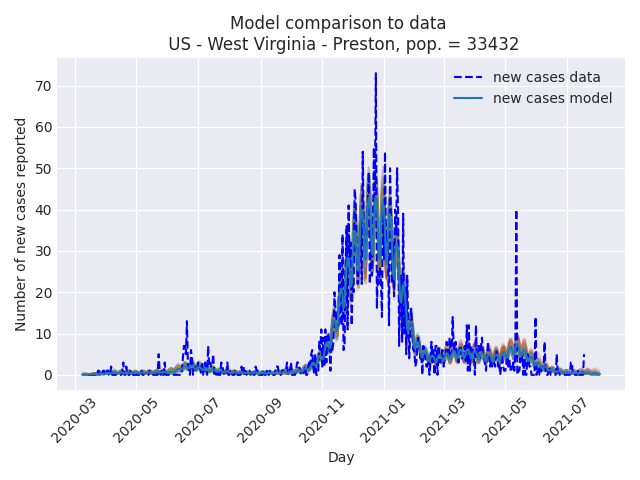 Model comparison to data
US - West Virginia - Preston, pop. = 33432
new cases data
new cases model
Number of new cases reported
70
60
50
40
30
20
10
0
2020-03
2020-05
2020-07
2020-09
2020-11
2021-01
2021-03
2021-05
2021-07
Day